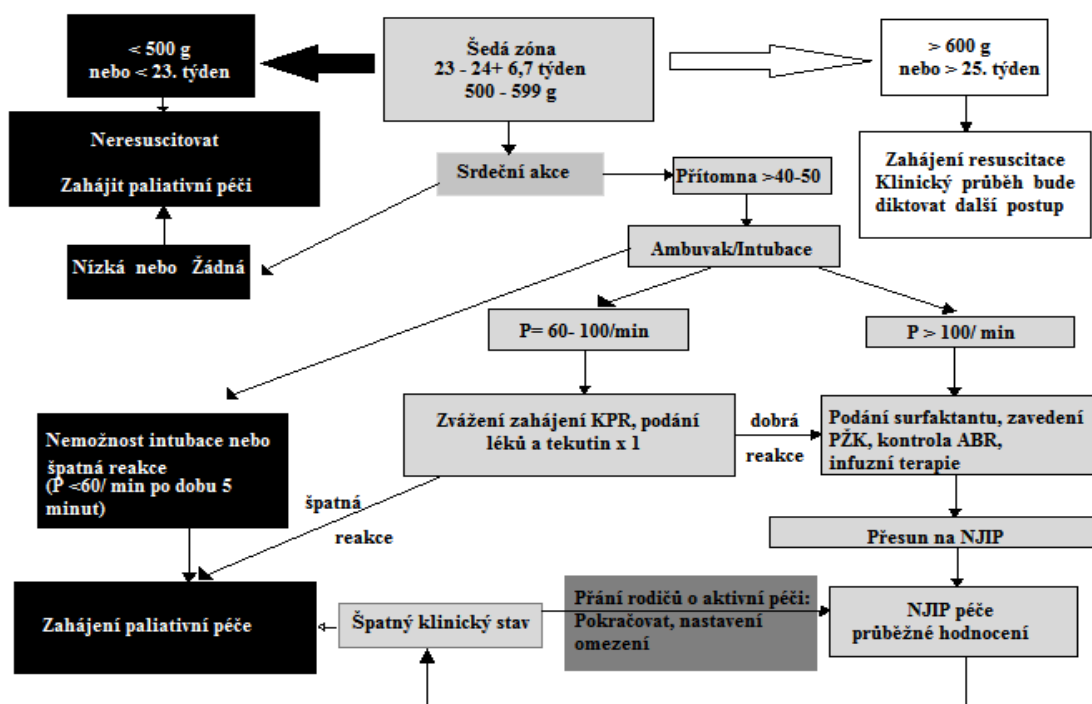 < 500 g
nebo < 23. týden
Šedá zóna
23 - 24+ 6,7 týden
500 - 599 g
> 600 g
nebo > 25. týden
Neresuscitovat
Zahájit paliativní péči
Srdeční akce
Přítomna >40-50
Zahájení resuscitace
Klinický průběh bude
diktovat další postup
Nízká nebo Žádná
Ambuvak/Intubace
P= 60- 100/min
P > 100/ min
Nemožnost intubace nebo
špatná reakce
(P <60/ min po dobu 5
minut)
Zvážení zahájení KPR, podání
léků a tekutin x 1
dobrá
reakce
Podání surfaktantu, zavedení
PŽK, kontrola ABR,
infuzní terapie
špatná
reakce
Přesun na NJIP
Zahájení paliativní péče
Špatný klinický stav
Přání rodičů o aktivní péči:
Pokračovat, nastavení
omezení
NJIP péče
průběžné hodnocení